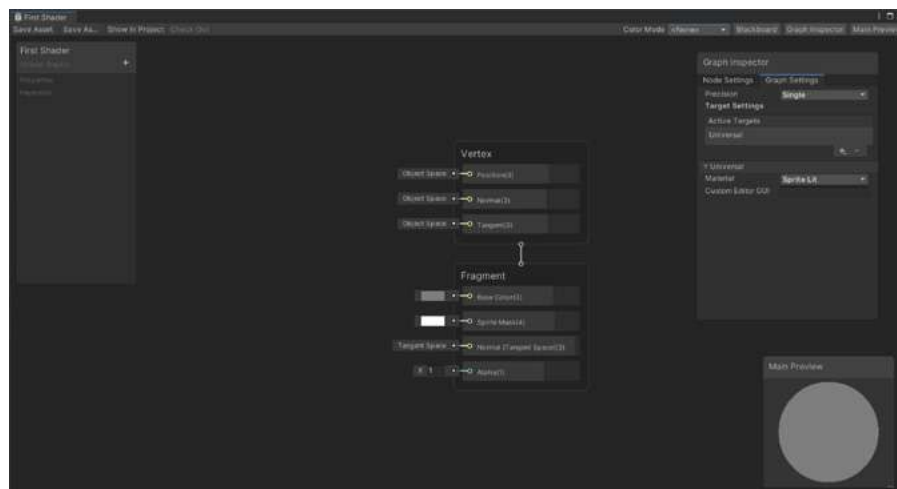 First Shader
Save Asset Save As... Show In Project Check Out Color Mode <None> Blackboard Graph Inspector Main Preview
First Shader
Graph Inspector
Node Settings Graph Settings
Precision Single
Target Settings
Active Targets
Universal
Universal
Material Sprite Lit
Custom Editor GUI
Vertex
Object Space Position(3)
Object Space Normal(3)
Object Space Tangent(3)
Fragment
Base Color(3)
Sprite Mask(4)
Tangent Space Normal (Tangent Space)(3)
X 1 Alpha(1)
Main Preview